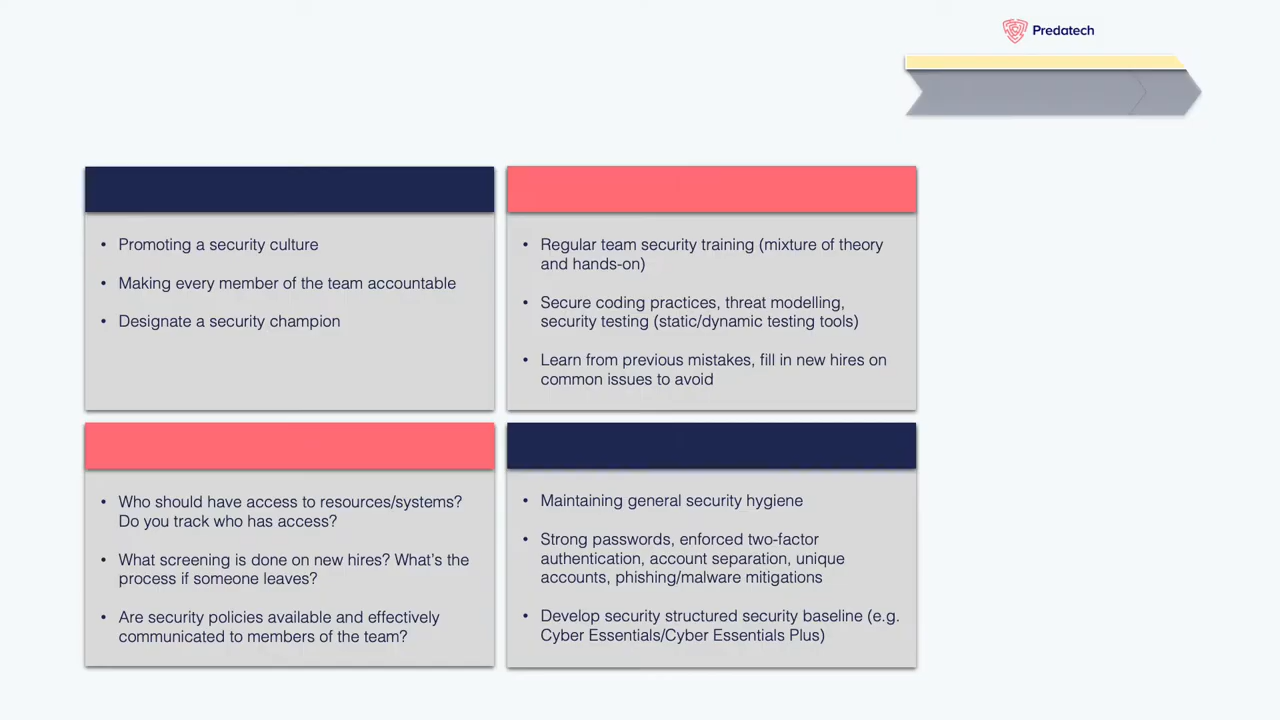 Predatech
• Promoting a security culture
• Making every member of the team accountable
• Designate a security champion
• Regular team security training (mixture of theory
and hands-on)
• Secure coding practices, threat modelling,
security testing (static/dynamic testing tools)
• Learn from previous mistakes, fill in new hires on
common issues to avoid
• Who should have access to resources/systems?
Do you track who has access?
• What screening is done on new hires? What's the
process if someone leaves?
• Are security policies available and effectively
communicated to members of the team?
• Maintaining general security hygiene
• Strong passwords, enforced two-factor
authentication, account separation, unique
accounts, phishing/malware mitigations
• Develop security structured security baseline (e.g.
Cyber Essentials/Cyber Essentials Plus)